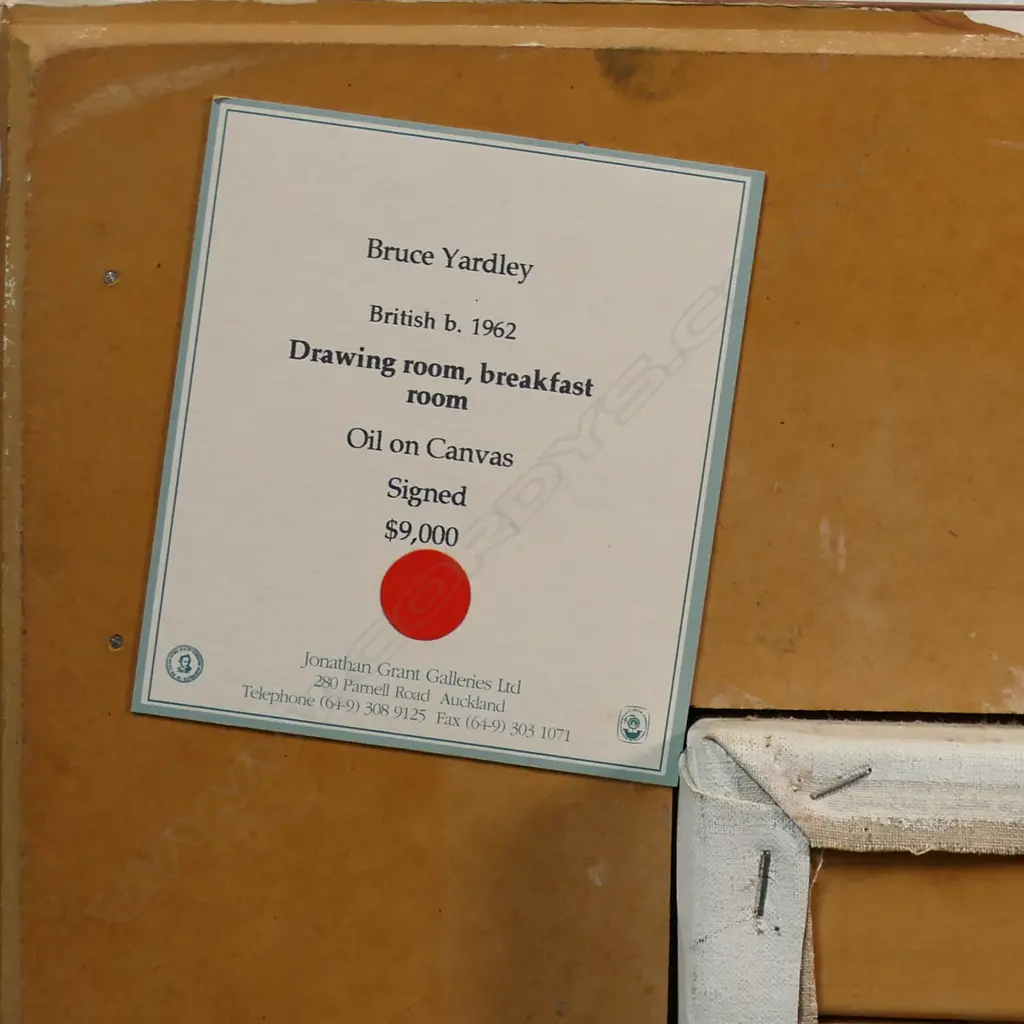 Bruce Yardley
British b. 1962
Drawing room, breakfast
room
Oil on Canvas
Signed
$9,000
Jonathan Grant Galleries Ltd
280 Parnell Road Auckland
Telephone (64-9) 308 9125 Fax (64-9) 303 1071